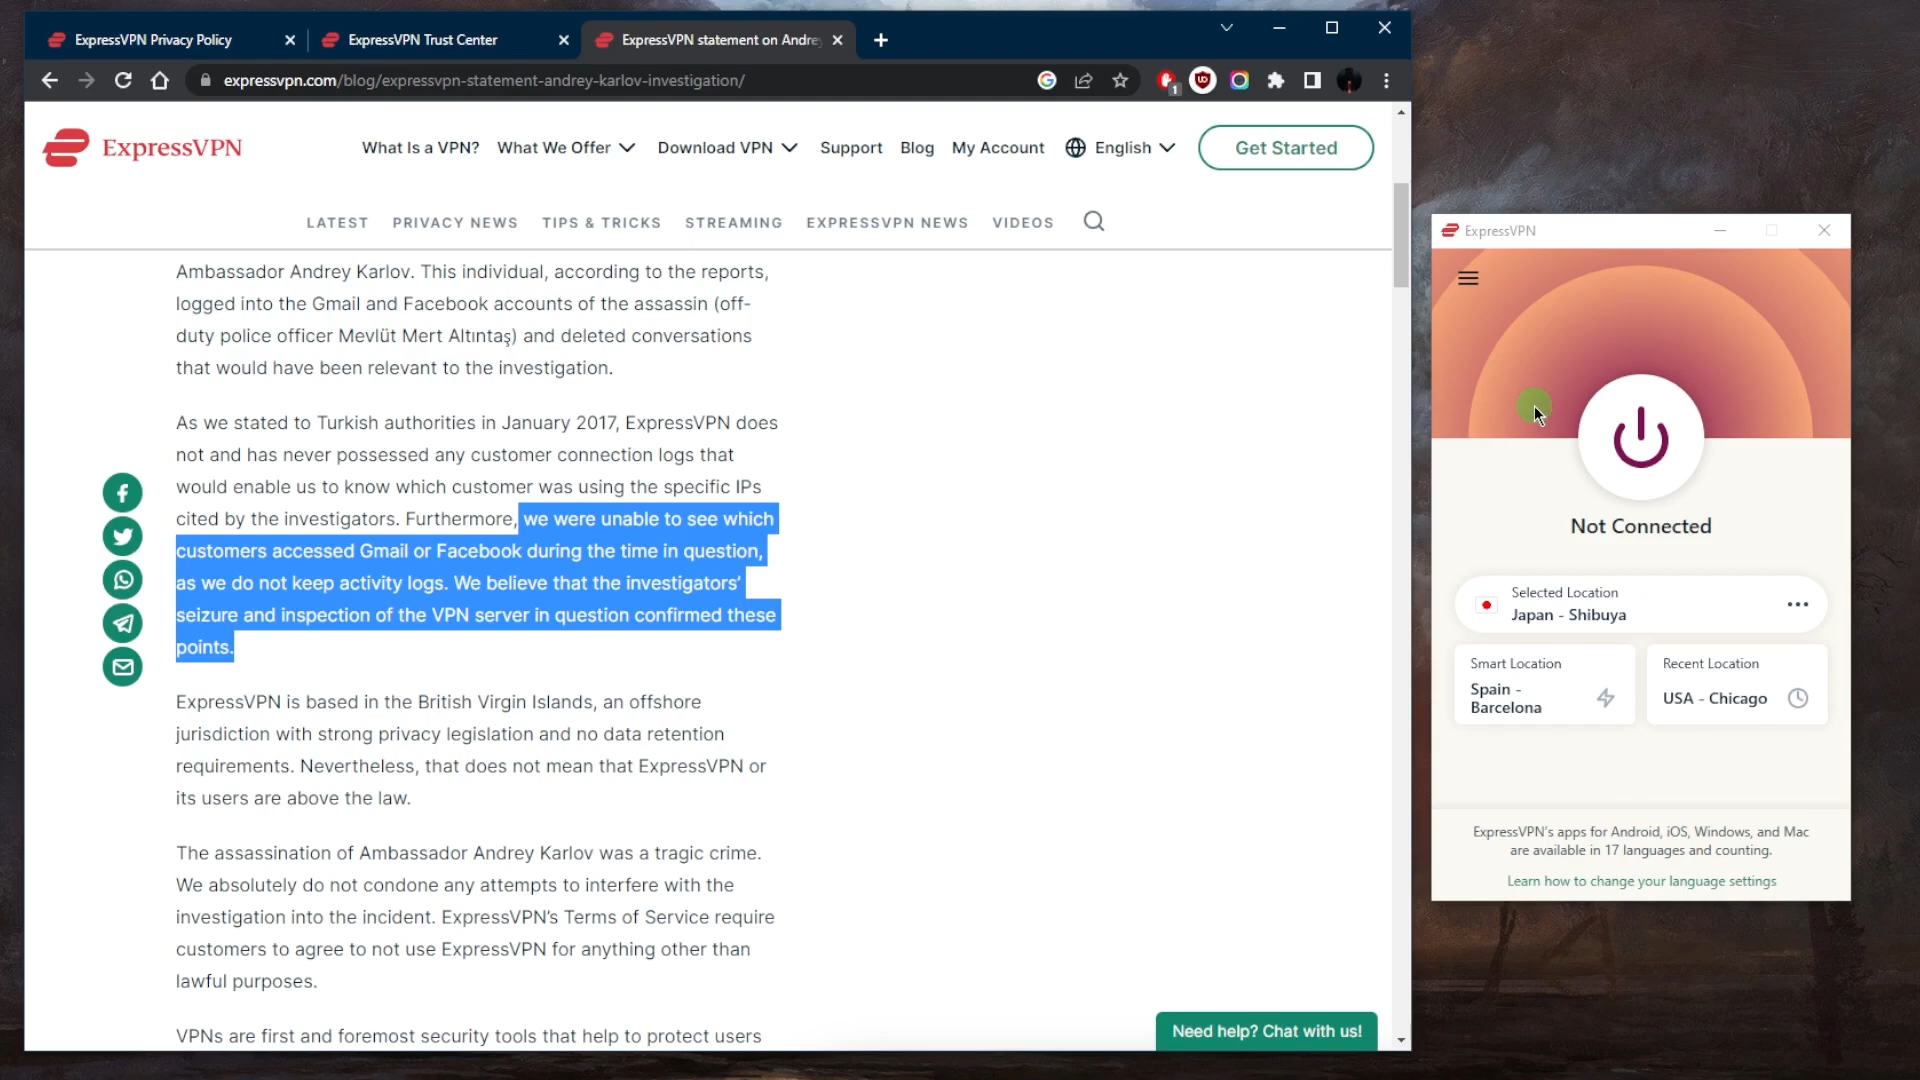 ExpressVPN Privacy Policy
ExpressVPN Trust Center
ExpressVPN statement on Andre
expressvpn.com/blog/expressvpn-statement-andrey-karlov-investigation/
1
ExpressVPN
What Is a VPN?
What We Offer
Download VPN
Support
Blog
My Account
English
Get Started
LATEST
PRIVACY NEWS
TIPS & TRICKS
STREAMING
EXPRESSVPN NEWS
VIDEOS
Ambassador Andrey Karlov. This individual, according to the reports,
logged into the Gmail and Facebook accounts of the assassin (off-
duty police officer Mevlüt Mert Altıntaş) and deleted conversations
that would have been relevant to the investigation.
As we stated to Turkish authorities in January 2017, ExpressVPN does
not and has never possessed any customer connection logs that
would enable us to know which customer was using the specific IPs
cited by the investigators. Furthermore, we were unable to see which
customers accessed Gmail or Facebook during the time in question,
as we do not keep activity logs. We believe that the investigators’
seizure and inspection of the VPN server in question confirmed these
points.
ExpressVPN is based in the British Virgin Islands, an offshore
jurisdiction with strong privacy legislation and no data retention
requirements. Nevertheless, that does not mean that ExpressVPN or
its users are above the law.
The assassination of Ambassador Andrey Karlov was a tragic crime.
We absolutely do not condone any attempts to interfere with the
investigation into the incident. ExpressVPN’s Terms of Service require
customers to agree to not use ExpressVPN for anything other than
lawful purposes.
VPNs are first and foremost security tools that help to protect users
Need help? Chat with us!
ExpressVPN
Not Connected
Selected Location
Japan - Shibuya
Smart Location
Spain -
Barcelona
Recent Location
USA - Chicago
ExpressVPN's apps for Android, iOS, Windows, and Mac
are available in 17 languages and counting.
Learn how to change your language settings